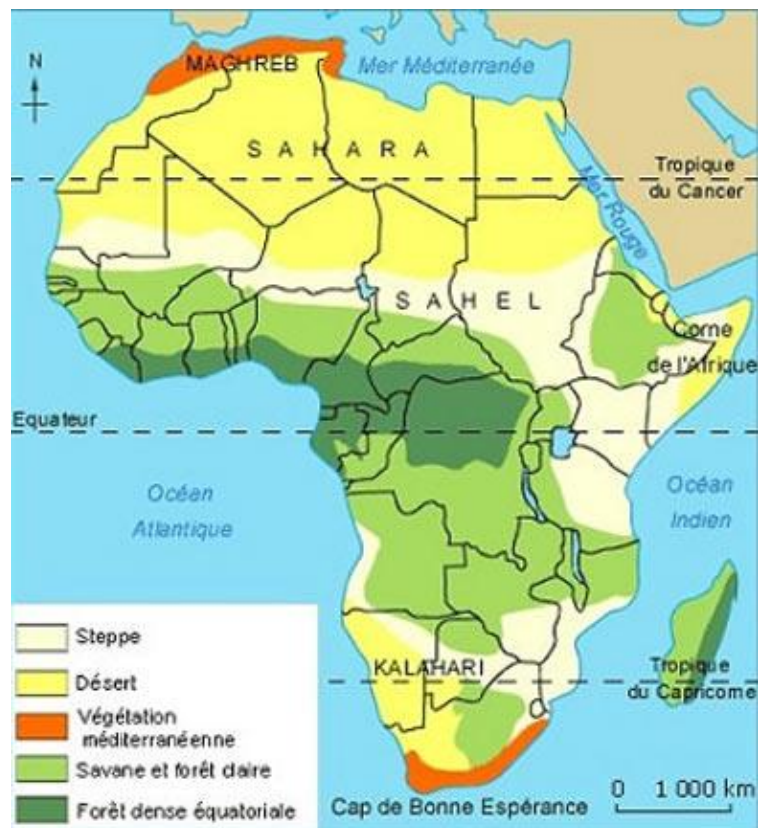 MAGHREB
Mer Méditerranée
N
SAHARA
Tropique
du Cancer
Mer Rouge
SAHEL
Corne
de l'Afrique
Equateur
Océan
Atlantique
Océan
Indien
KALAHARI
Tropique
du Capricorne
Steppe
Désert
Végétation
méditerranéenne
Savane et forêt claire
Forêt dense équatoriale
Cap de Bonne Espérance
0 1 000 km